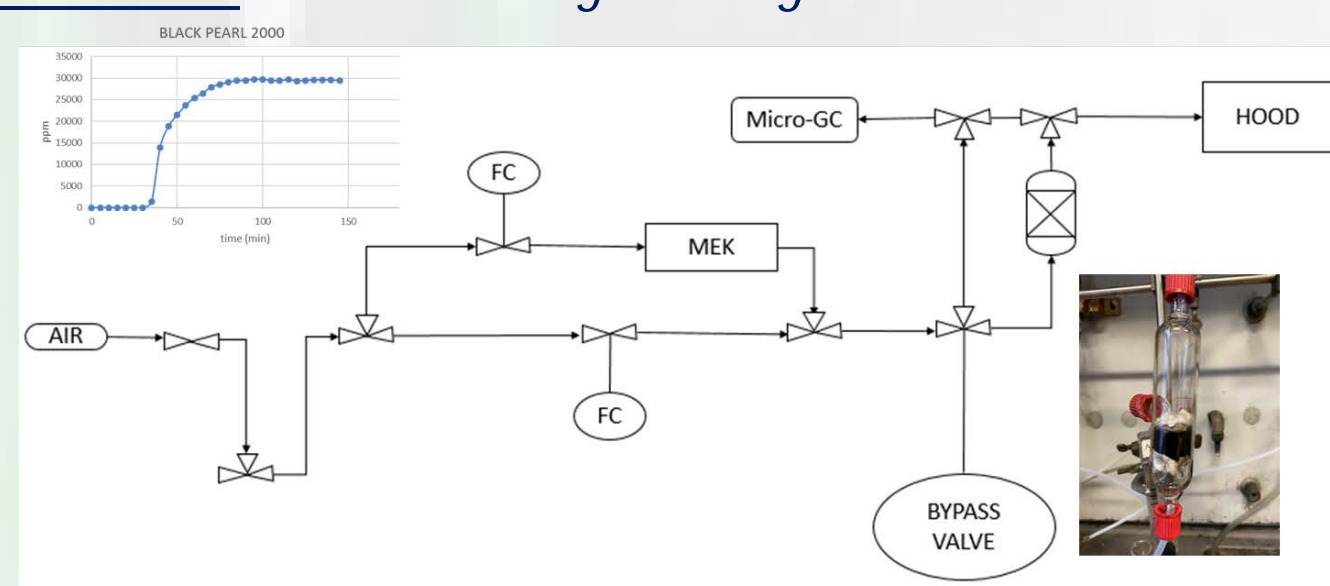 BLACK PEARL 2000
35000
30000
25000
20000
15000
10000
5000
0
ppm
0
50
100
150
time (min)
Micro-GC
HOOD
FC
MEK
AIR
FC
BYPASS
VALVE